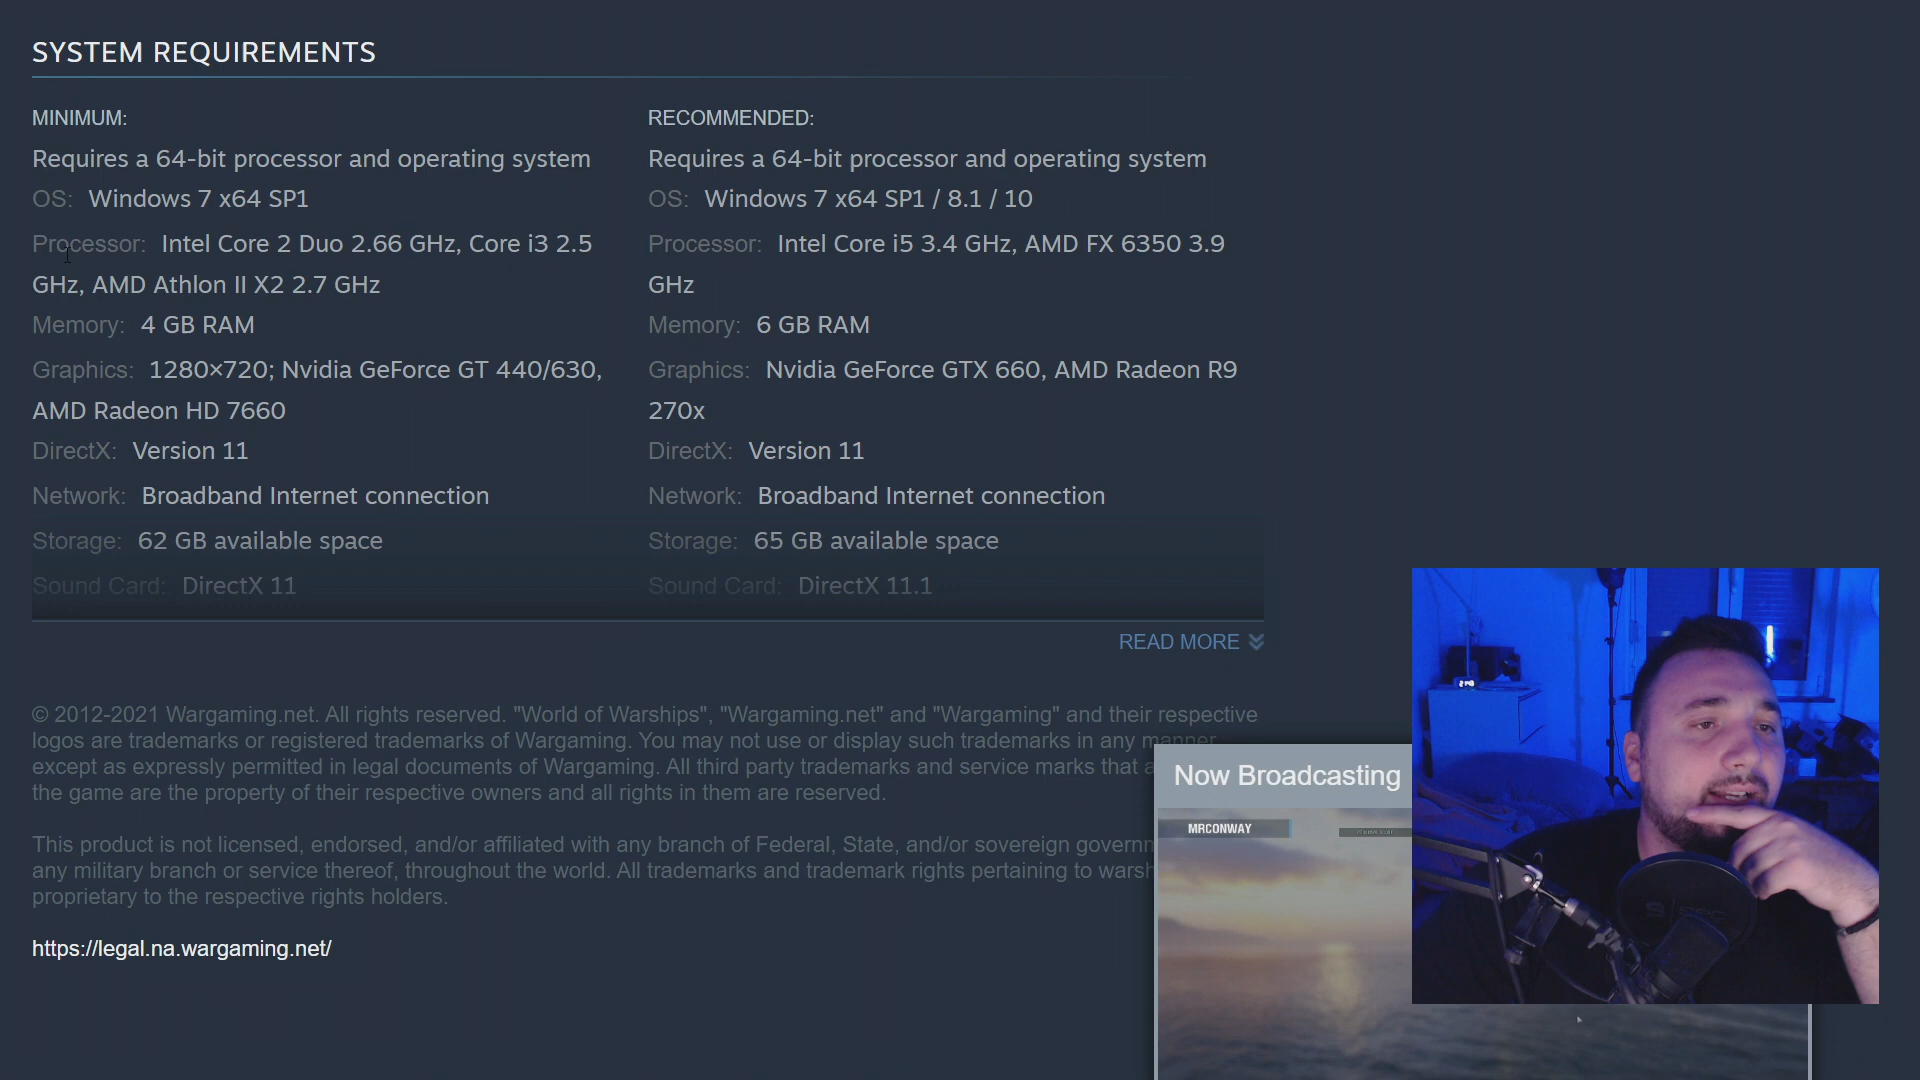 SYSTEM REQUIREMENTS
MINIMUM:
Requires a 64-bit processor and operating system
OS: Windows 7 x64 SP1
Processor: Intel Core 2 Duo 2.66 GHz, Core i3 2.5
GHz, AMD Athlon II X2 2.7 GHz
Memory: 4 GB RAM
Graphics: 1280×720; Nvidia GeForce GT 440/630,
AMD Radeon HD 7660
DirectX: Version 11
Network: Broadband Internet connection
Storage: 62 GB available space
Sound Card: DirectX 11
RECOMMENDED:
Requires a 64-bit processor and operating system
OS: Windows 7 x64 SP1 / 8.1 / 10
Processor: Intel Core i5 3.4 GHz, AMD FX 6350 3.9
GHz
Memory: 6 GB RAM
Graphics: Nvidia GeForce GTX 660, AMD Radeon R9
270x
DirectX: Version 11
Network: Broadband Internet connection
Storage: 65 GB available space
Sound Card: DirectX 11.1
READ MORE
© 2012-2021 Wargaming.net. All rights reserved. "World of Warships", "Wargaming.net" and "Wargaming" and their respective
logos are trademarks or registered trademarks of Wargaming. You may not use or display such trademarks in any manner
except as expressly permitted in legal documents of Wargaming. All third party trademarks and service marks that a
the game are the property of their respective owners and all rights in them are reserved.
This product is not licensed, endorsed, and/or affiliated with any branch of Federal, State, and/or sovereign governm
any military branch or service thereof, throughout the world. All trademarks and trademark rights pertaining to warsh
proprietary to the respective rights holders.
https://legal.na.wargaming.net/
Now Broadcasting
MRCONWAY